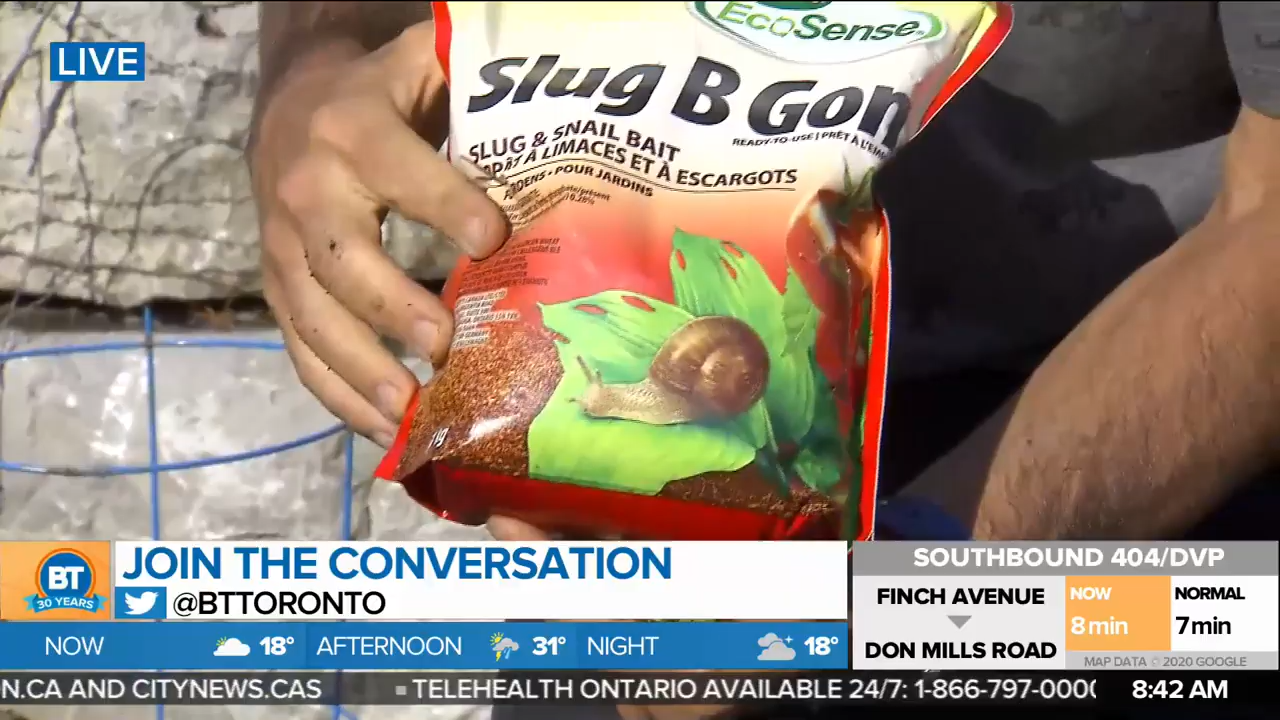 LIVE
EcoSense
Slug B Gon
READY-TO-USE | PRÊT À L'EM
SLUG & SNAIL BAIT
APPÂT À LIMACES ET À ESCARGOTS
POUR JARDINS
JOIN THE CONVERSATION
BT
30 YEARS
@BTTORONTO
NOW 18° AFTERNOON 31° NIGHT 18°
SOUTHBOUND 404/DVP
FINCH AVENUE
DON MILLS ROAD
NOW
8 min
NORMAL
7 min
MAP DATA © 2020 GOOGLE
N.CA AND CITYNEWS.CAS ▪ TELEHEALTH ONTARIO AVAILABLE 24/7: 1-866-797-000
8:42 AM